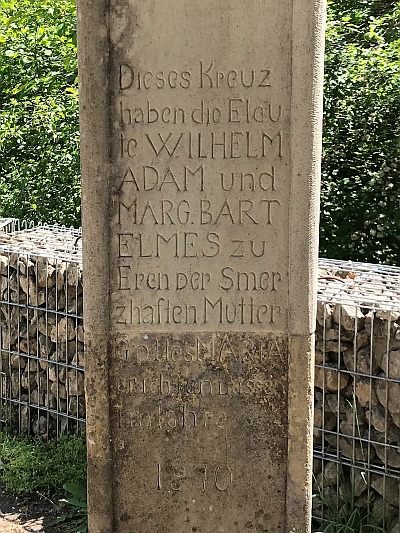 Dieses Kreuz
haben die Eleu
te WILHELM
ADAM und
MARG. BART
ELMES zu
Eren der Smer
zhaften Mutter
Gottes MARIA
im Jahre
1870